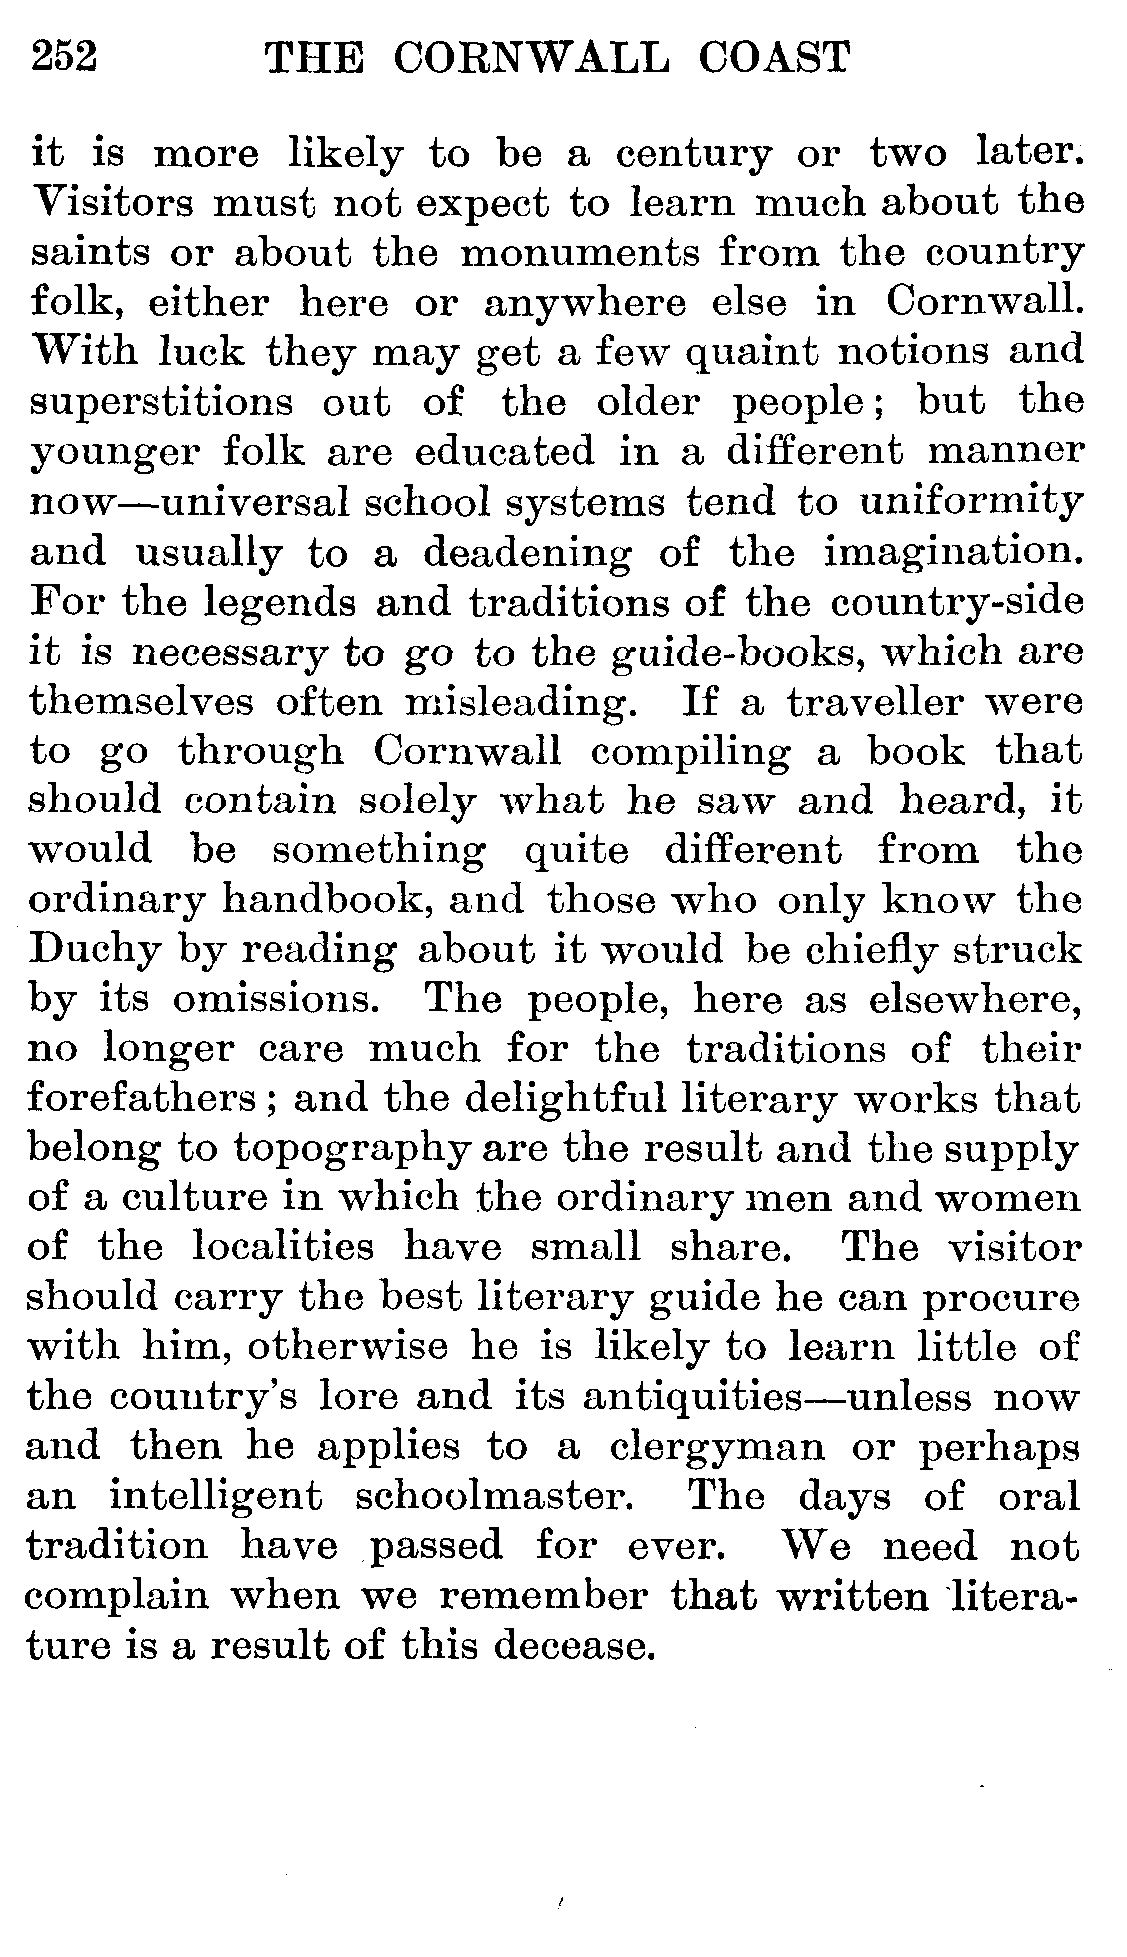 252 THE CORNWALL COAST
it is more likely to be a century or two later.
Visitors must not expect to learn much about the
saints or about the monuments from the country
folk, either here or anywhere else in Cornwall.
With luck they may get a few quaint notions and
superstitions out of the older people; but the
younger folk are educated in a different manner
now—universal school systems tend to uniformity
and usually to a deadening of the imagination.
For the legends and traditions of the country-side
it is necessary to go to the guide-books, which are
themselves often misleading. If a traveller were
to go through Cornwall compiling a book that
should contain solely what he saw and heard, it
would be something quite different from the
ordinary handbook, and those who only know the
Duchy by reading about it would be chiefly struck
by its omissions. The people, here as elsewhere,
no longer care much for the traditions of their
forefathers; and the delightful literary works that
belong to topography are the result and the supply
of a culture in which the ordinary men and women
of the localities have small share. The visitor
should carry the best literary guide he can procure
with him, otherwise he is likely to learn little of
the country's lore and its antiquities—unless now
and then he applies to a clergyman or perhaps
an intelligent schoolmaster. The days of oral
tradition have passed for ever. We need not
complain when we remember that written litera-
ture is a result of this decease.